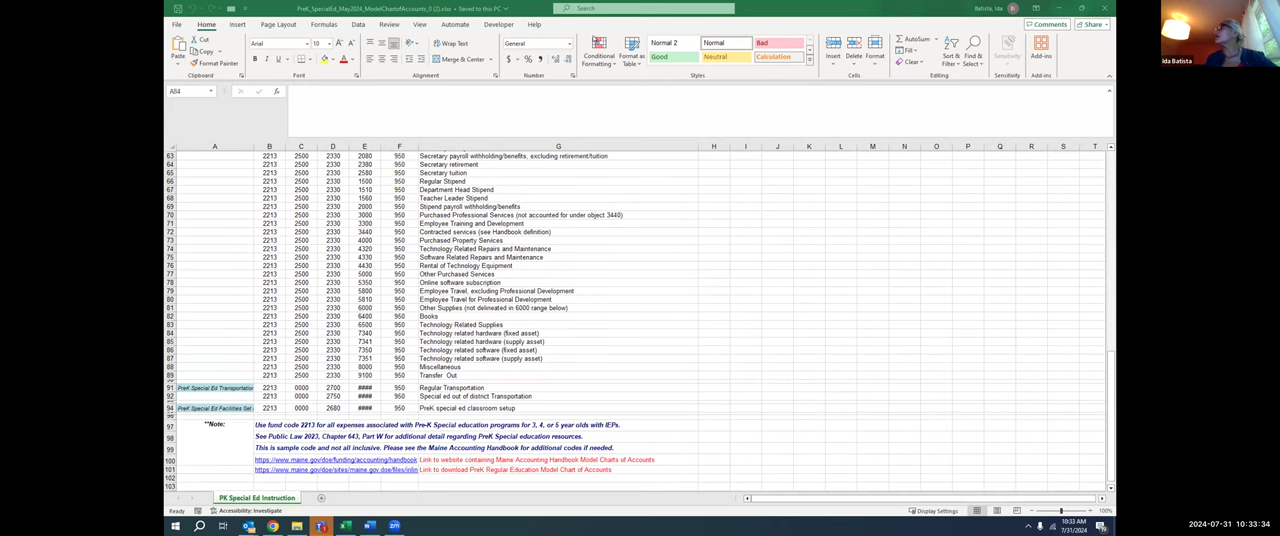 PreK_SpecialEd_May2024_ModelChartofAccounts_0 (2).xlsx - Saved to this PC
Search
Batista, Ida
BI
File Home Insert Page Layout Formulas Data Review View Automate Developer Help
Comments Share
Cut
Copy
Format Painter
Paste
Clipboard
Arial 10
Font
Wrap Text
Merge & Center
Alignment
General
Number
Conditional Formatting
Format as Table
Normal 2 Normal Bad
Good Neutral Calculation
Styles
Insert Delete Format
Cells
AutoSum
Fill
Clear
Sort & Filter
Find & Select
Editing
Sensitivity
Sensitivity
Add-ins
Add-ins
Ida Batista
A84
A B C D E F G H I J K L M N O P Q R S T
63 2213 2500 2330 2080 950 Secretary payroll withholding/benefits, excluding retirement/tuition
64 2213 2500 2330 2380 950 Secretary retirement
65 2213 2500 2330 2580 950 Secretary tuition
66 2213 2500 2330 1500 950 Regular Stipend
67 2213 2500 2330 1510 950 Department Head Stipend
68 2213 2500 2330 1560 950 Teacher Leader Stipend
69 2213 2500 2330 2000 950 Stipend payroll withholding/benefits
70 2213 2500 2330 3000 950 Purchased Professional Services (not accounted for under object 3440)
71 2213 2500 2330 3300 950 Employee Training and Development
72 2213 2500 2330 3440 950 Contracted services (see Handbook definition)
73 2213 2500 2330 4000 950 Purchased Property Services
74 2213 2500 2330 4320 950 Technology Related Repairs and Maintenance
75 2213 2500 2330 4330 950 Software Related Repairs and Maintenance
76 2213 2500 2330 4430 950 Rental of Technology Equipment
77 2213 2500 2330 5000 950 Other Purchased Services
78 2213 2500 2330 5350 950 Online software subscription
79 2213 2500 2330 5800 950 Employee Travel, excluding Professional Development
80 2213 2500 2330 5810 950 Employee Travel for Professional Development
81 2213 2500 2330 6000 950 Other Supplies (not delineated in 6000 range below)
82 2213 2500 2330 6400 950 Books
83 2213 2500 2330 6500 950 Technology Related Supplies
84 2213 2500 2330 7340 950 Technology related hardware (fixed asset)
85 2213 2500 2330 7341 950 Technology related hardware (supply asset)
86 2213 2500 2330 7350 950 Technology related software (fixed asset)
87 2213 2500 2330 7351 950 Technology related software (supply asset)
88 2213 2500 2330 8000 950 Miscellaneous
89 2213 2500 2330 9100 950 Transfer Out
91 PreK Special Ed Transportation 2213 0000 2700 #### 950 Regular Transportation
92 2213 0000 2750 #### 950 Special ed out of district Transportation
94 PreK Special Ed Facilities Set 2213 0000 2680 #### 950 PreK special ed classroom setup
96
97 **Note: Use fund code 2213 for all expenses associated with Pre-K Special education programs for 3, 4, or 5 year olds with IEPs.
98 See Public Law 2023, Chapter 643, Part W for additional detail regarding PreK Special education resources.
99 This is sample code and not all inclusive. Please see the Maine Accounting Handbook for additional codes if needed.
100 https://www.maine.gov/doe/funding/accounting/handbook Link to website containing Maine Accounting Handbook Model Charts of Accounts
101 https://www.maine.gov/doe/sites/maine.gov.doe/files/inlin Link to download PreK Regular Education Model Chart of Accounts
102
103
PK Special Ed Instruction
Ready Accessibility: Investigate Display Settings 100%
10:33 AM
7/31/2024
2024-07-31 10:33:34